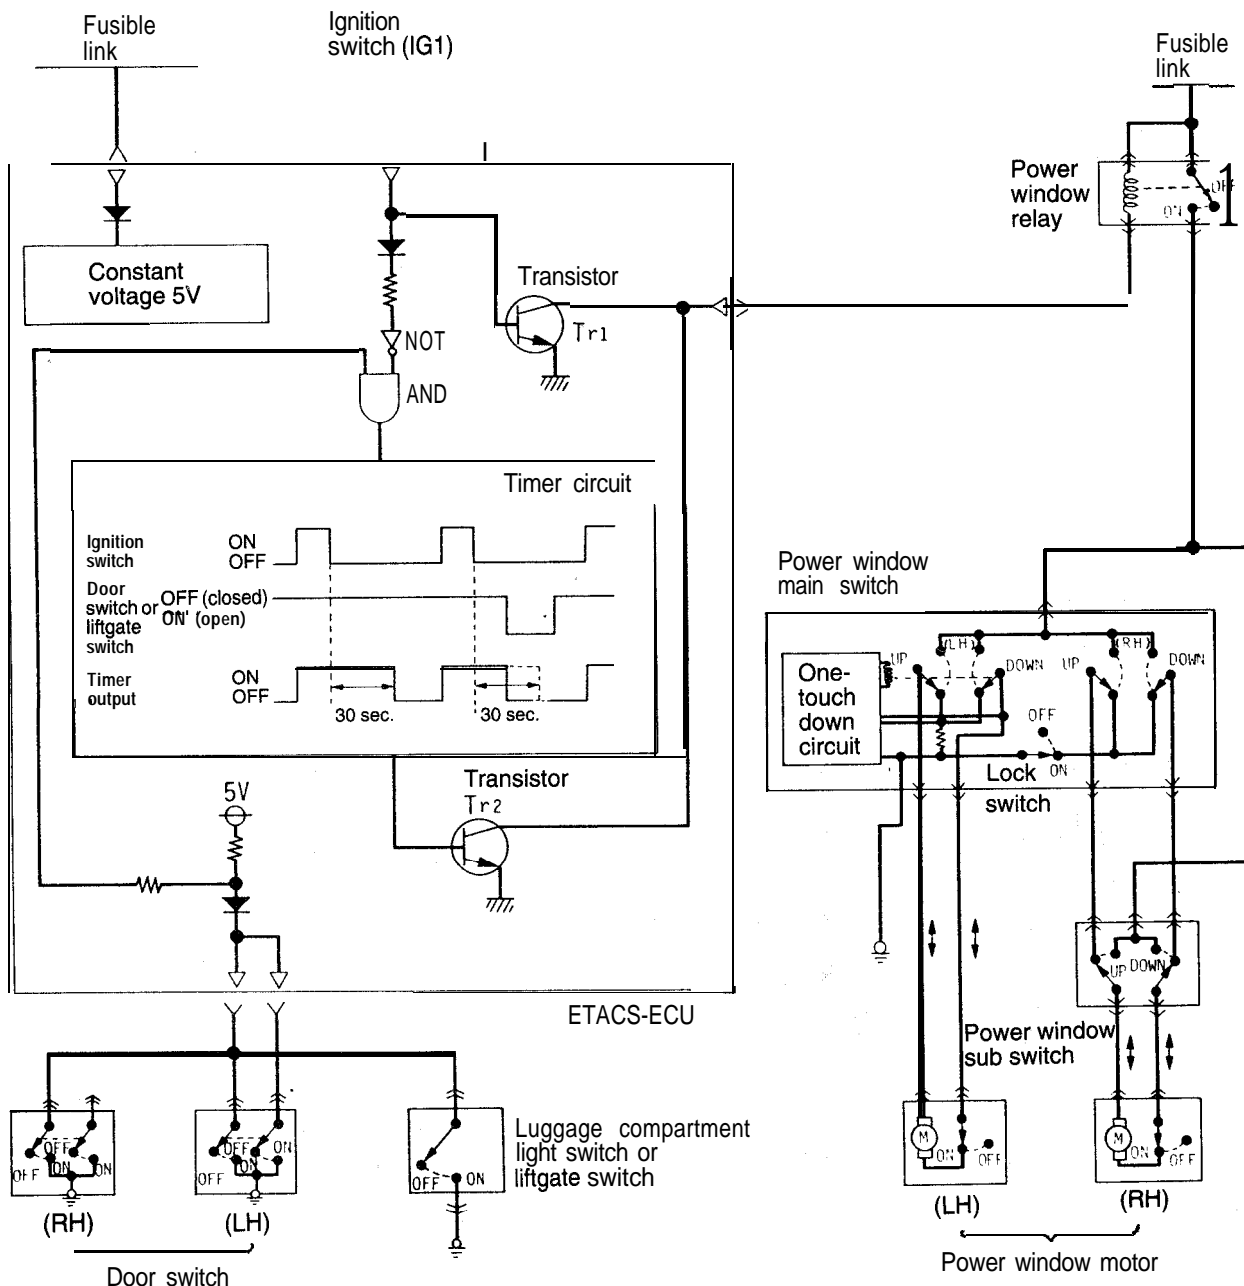 Fusible
link
Ignition
switch (IG1)
Fusible
link
Power
window
relay
OFF
ON
Constant
voltage 5V
Transistor
Tr1
NOT
AND
Timer circuit
Ignition
switch
ON
OFF
Door
switch or
liftgate
switch
OFF (closed)
ON' (open)
Timer
output
ON
OFF
30 sec.
30 sec.
Transistor
Tr2
5V
ETACS-ECU
Power window
main switch
One-
touch
down
circuit
UP
(LH)
DOWN
UP
(RH)
DOWN
OFF
ON
Lock
switch
UP
DOWN
Power window
sub switch
M
ON
OFF
(LH)
M
ON
OFF
(RH)
Power window motor
OFF
OFF
ON
ON
(RH)
OFF
ON
OFF
ON
(LH)
Door switch
OFF
ON
Luggage compartment
light switch or
liftgate switch